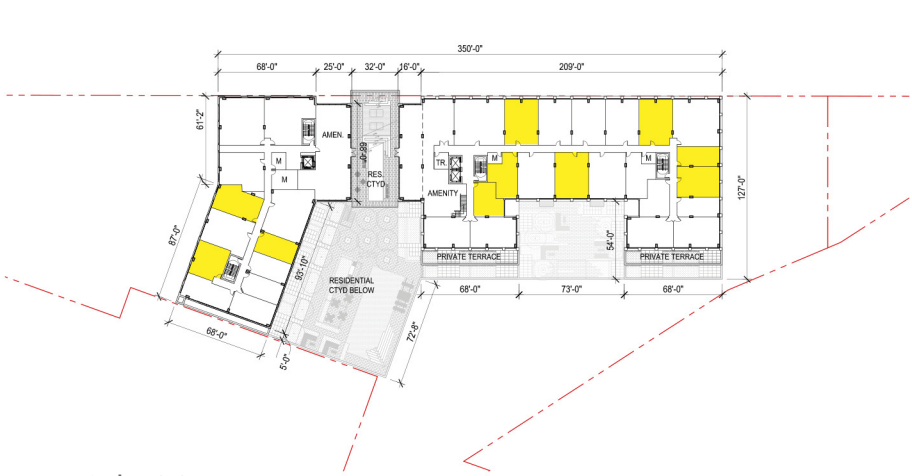 350'-0"
68'-0"
25'-0"
32'-0"
16'-0"
209'-0"
61'-2"
AMEN.
68'-0"
RES.
CTYD
M
M
TR.
M
M
AMENITY
127'-0"
87'-0"
93'-10"
54'-0"
RESIDENTIAL
CTYD BELOW
PRIVATE TERRACE
PRIVATE TERRACE
68'-0"
73'-0"
68'-0"
68'-0"
5'-0"
72'-8"